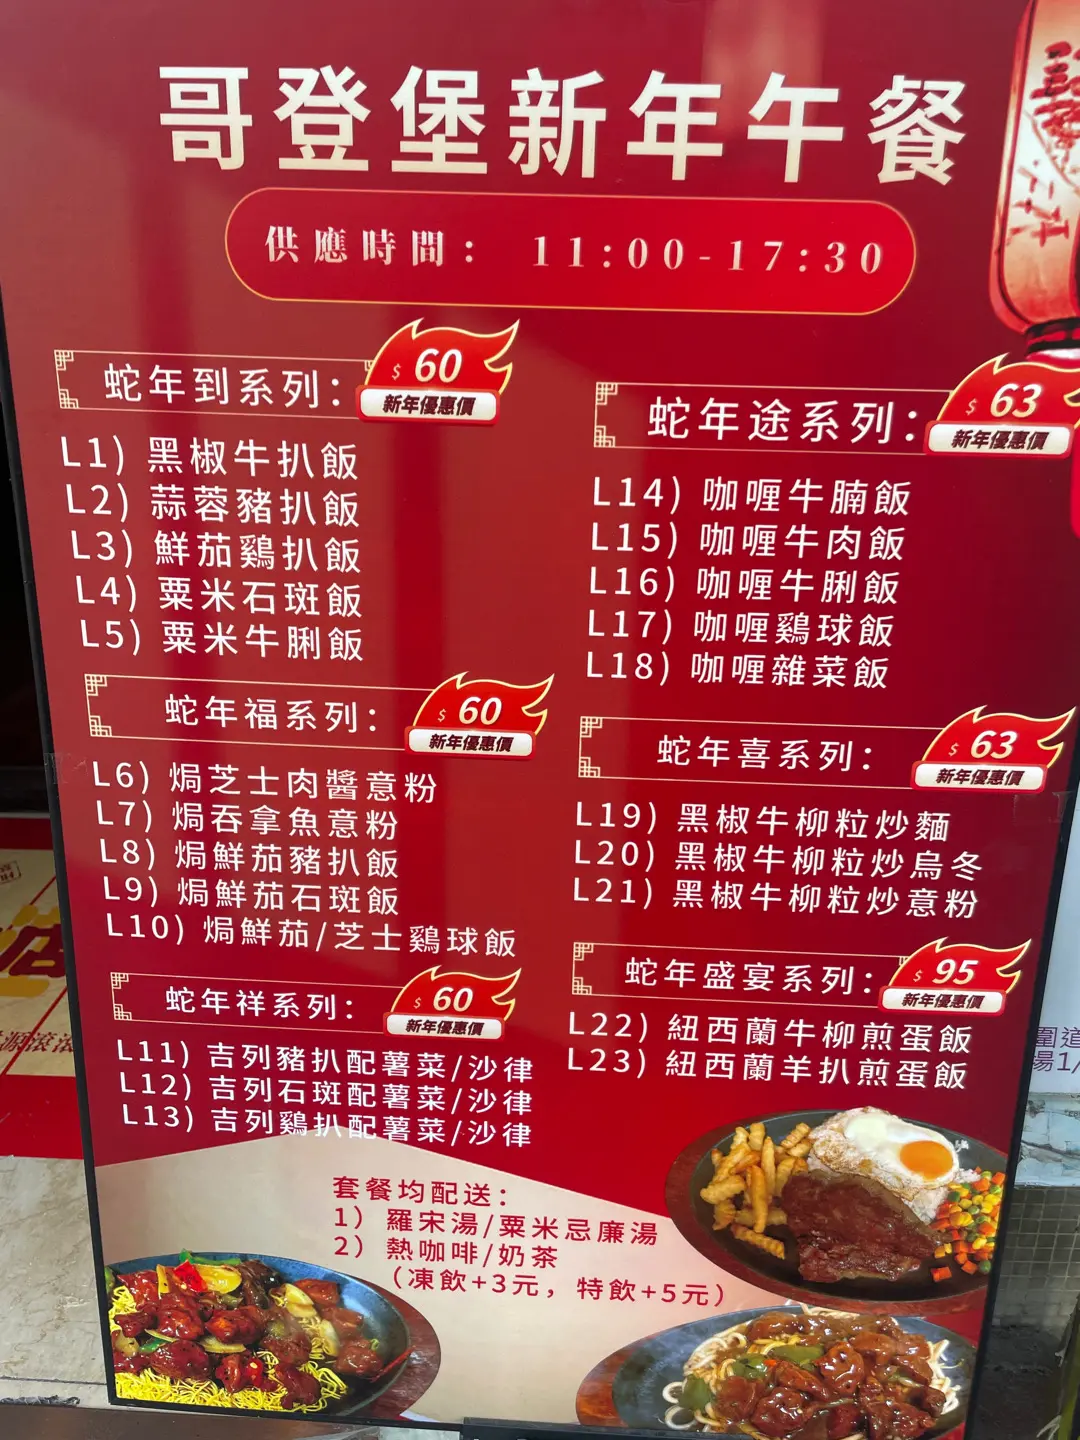 哥登堡新年午餐
供應時間： 11:00-17:30
蛇年到系列：
$ 60
新年優惠價
L1) 黑椒牛扒飯
L2) 蒜蓉豬扒飯
L3) 鮮茄鷄扒飯
L4) 粟米石斑飯
L5) 粟米牛脷飯
蛇年福系列：
$ 60
新年優惠價
L6) 焗芝士肉醬意粉
L7) 焗吞拿魚意粉
L8) 焗鮮茄豬扒飯
L9) 焗鮮茄石斑飯
L10) 焗鮮茄/芝士鷄球飯
蛇年祥系列：
$ 60
新年優惠價
L11) 吉列豬扒配薯菜/沙律
L12) 吉列石斑配薯菜/沙律
L13) 吉列鷄扒配薯菜/沙律
蛇年途系列：
$ 63
新年優惠價
L14) 咖喱牛腩飯
L15) 咖喱牛肉飯
L16) 咖喱牛脷飯
L17) 咖喱鷄球飯
L18) 咖喱雜菜飯
蛇年喜系列：
$ 63
新年優惠價
L19) 黑椒牛柳粒炒麵
L20) 黑椒牛柳粒炒烏冬
L21) 黑椒牛柳粒炒意粉
蛇年盛宴系列：
$ 95
新年優惠價
L22) 紐西蘭牛柳煎蛋飯
L23) 紐西蘭羊扒煎蛋飯
套餐均配送：
1) 羅宋湯/粟米忌廉湯
2) 熱咖啡/奶茶
（凍飲+3元，特飲+5元）
源滾滾
圍道
場1/